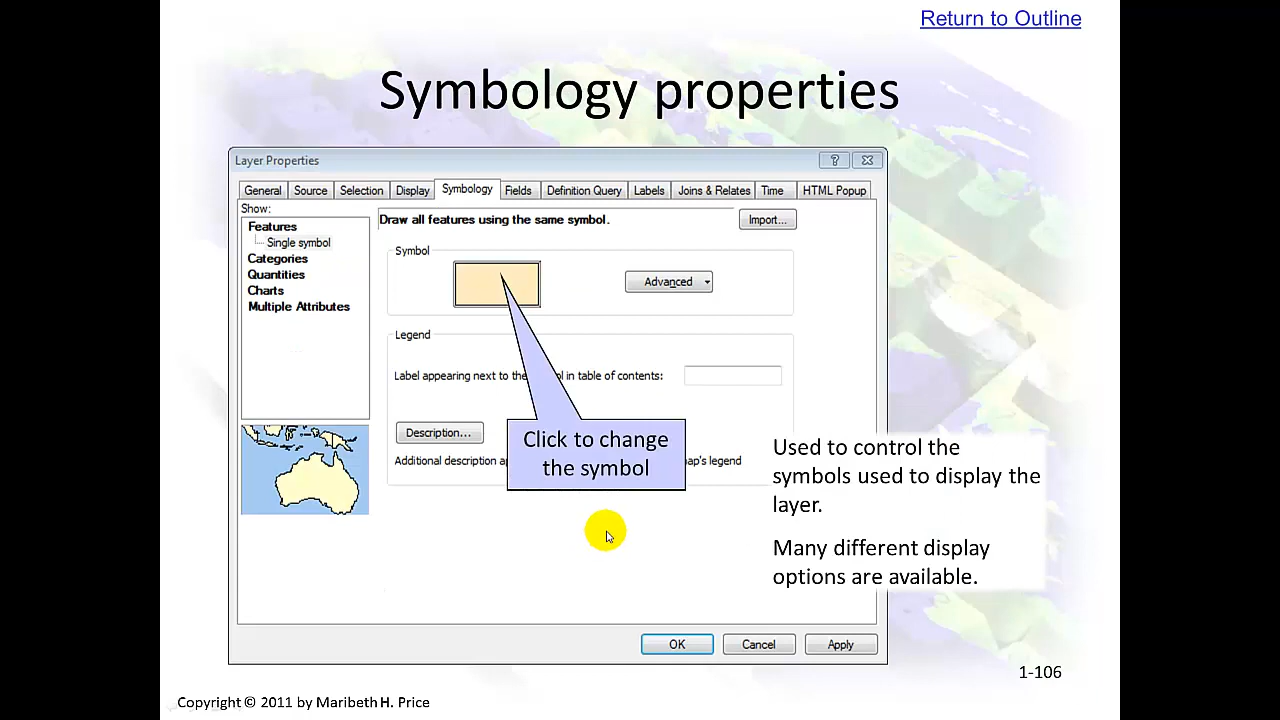 Return to Outline
Symbology properties
Layer Properties
General Source Selection Display Symbology Fields Definition Query Labels Joins & Relates Time HTML Popup
Show:
Features
Single symbol
Categories
Quantities
Charts
Multiple Attributes
Draw all features using the same symbol.
Import...
Symbol
Advanced
Legend
Label appearing next to the symbol in table of contents:
Description...
Additional description ap
ap's legend
Click to change
the symbol
Used to control the
symbols used to display the
layer.
Many different display
options are available.
OK Cancel Apply
1-106
Copyright © 2011 by Maribeth H. Price